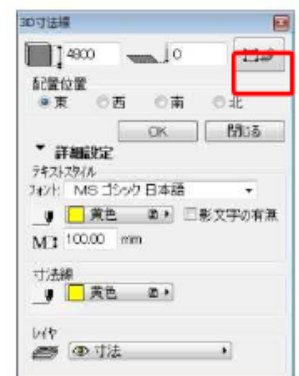 3D寸法線
4800 0
配置位置
東 西 南 北
OK 閉じる
詳細設定
テキストスタイル
フォント: MS ゴシック 日本語
黄色 影文字の有無
100.00 mm
寸法線
黄色
レイヤ
寸法